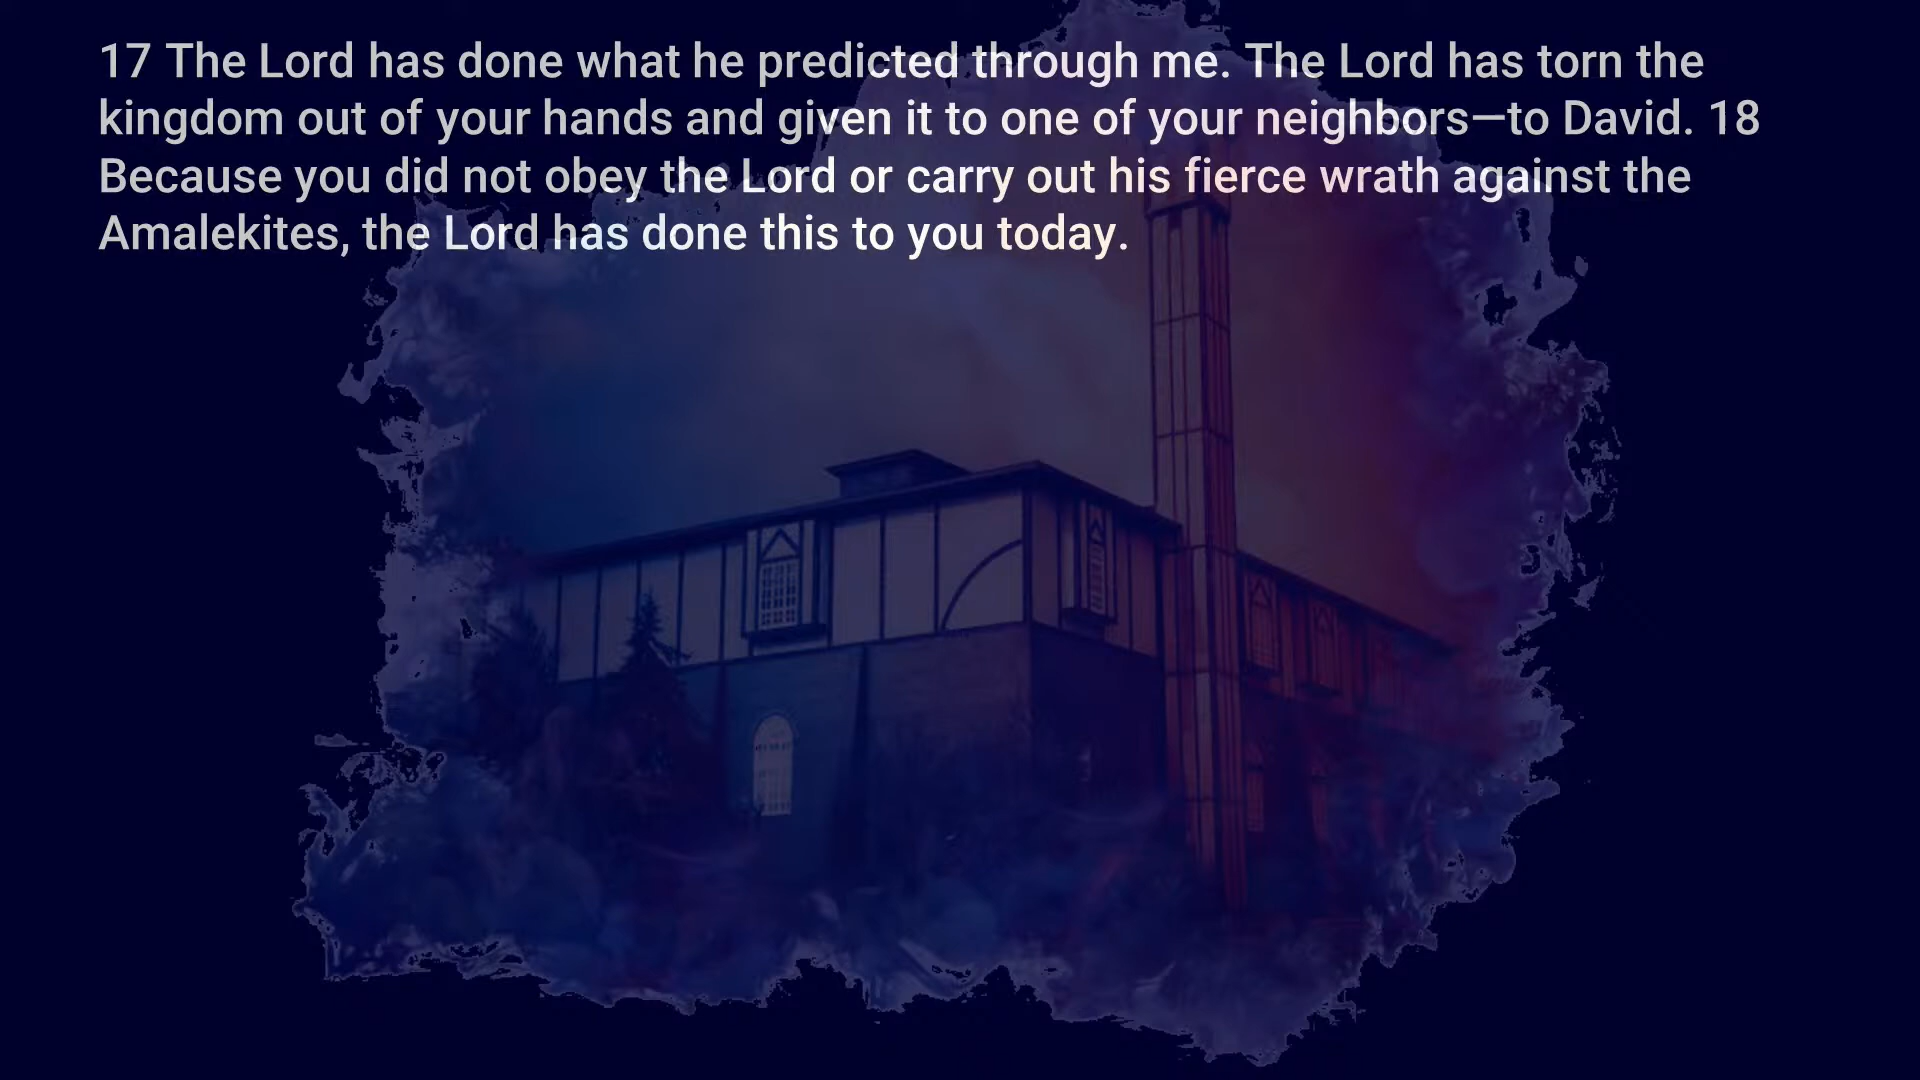 17 The Lord has done what he predicted through me. The Lord has torn the
kingdom out of your hands and given it to one of your neighbors—to David. 18
Because you did not obey the Lord or carry out his fierce wrath against the
Amalekites, the Lord has done this to you today.